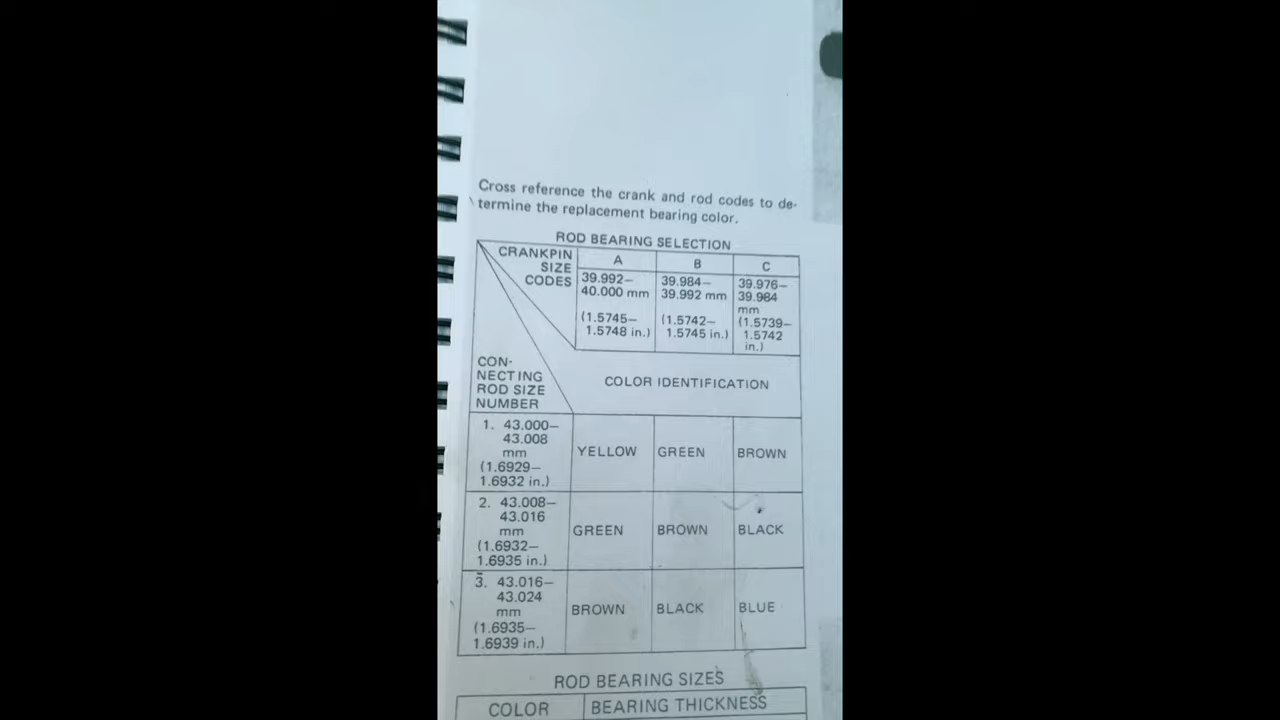 Cross reference the crank and rod codes to de-
termine the replacement bearing color.
ROD BEARING SELECTION
CRANKPIN
SIZE
CODES
A
B
C
39.992–
40.000 mm
(1.5745–
1.5748 in.)
39.984–
39.992 mm
(1.5742–
1.5745 in.)
39.976–
39.984
mm
(1.5739–
1.5742
in.)
CON-
NECTING
ROD SIZE
NUMBER
COLOR IDENTIFICATION
1. 43.000–
43.008
mm
(1.6929–
1.6932 in.)
YELLOW
GREEN
BROWN
2. 43.008–
43.016
mm
(1.6932–
1.6935 in.)
GREEN
BROWN
BLACK
3. 43.016–
43.024
mm
(1.6935–
1.6939 in.)
BROWN
BLACK
BLUE
ROD BEARING SIZES
COLOR
BEARING THICKNESS